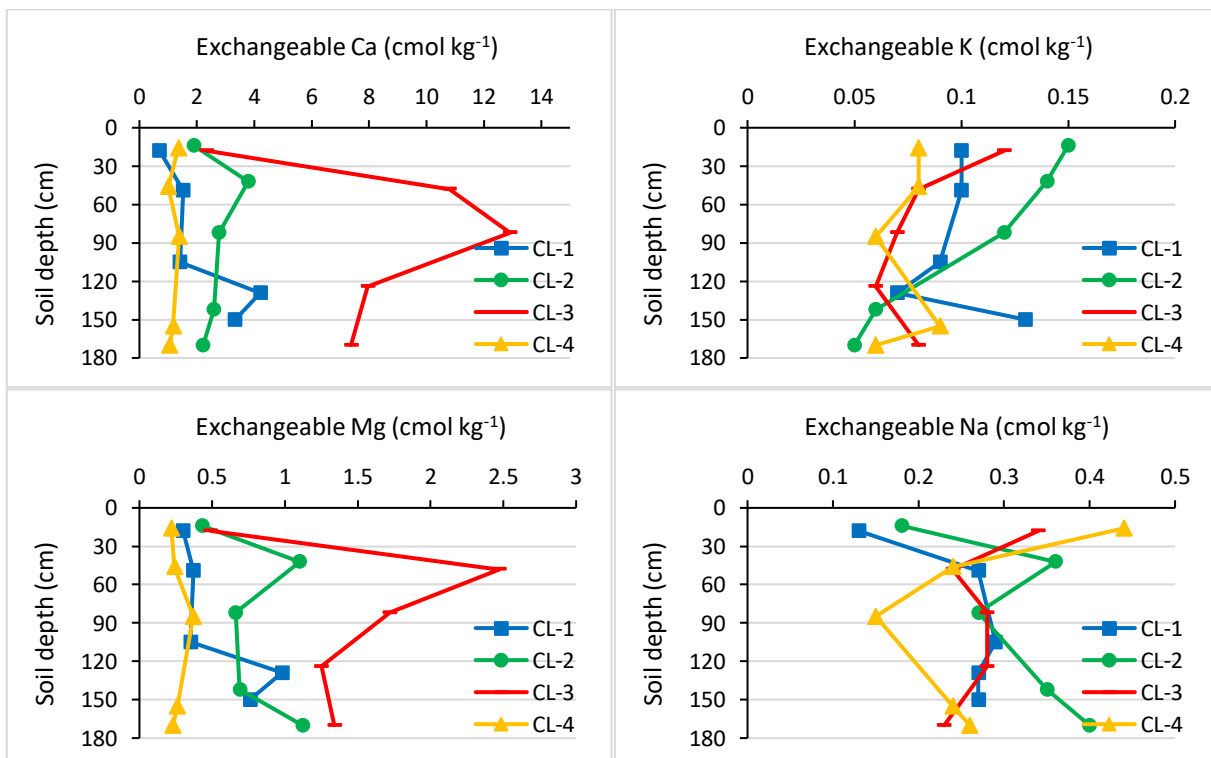 Exchangeable Ca (cmol kg⁻¹)
0 2 4 6 8 10 12 14
0
30
60
90
120
150
180
Soil depth (cm)
CL-1
CL-2
CL-3
CL-4
Exchangeable K (cmol kg⁻¹)
0 0.05 0.1 0.15 0.2
0
30
60
90
120
150
180
Soil depth (cm)
CL-1
CL-2
CL-3
CL-4
Exchangeable Mg (cmol kg⁻¹)
0 0.5 1 1.5 2 2.5 3
0
30
60
90
120
150
180
Soil depth (cm)
CL-1
CL-2
CL-3
CL-4
Exchangeable Na (cmol kg⁻¹)
0 0.1 0.2 0.3 0.4 0.5
0
30
60
90
120
150
180
Soil depth (cm)
CL-1
CL-2
CL-3
CL-4